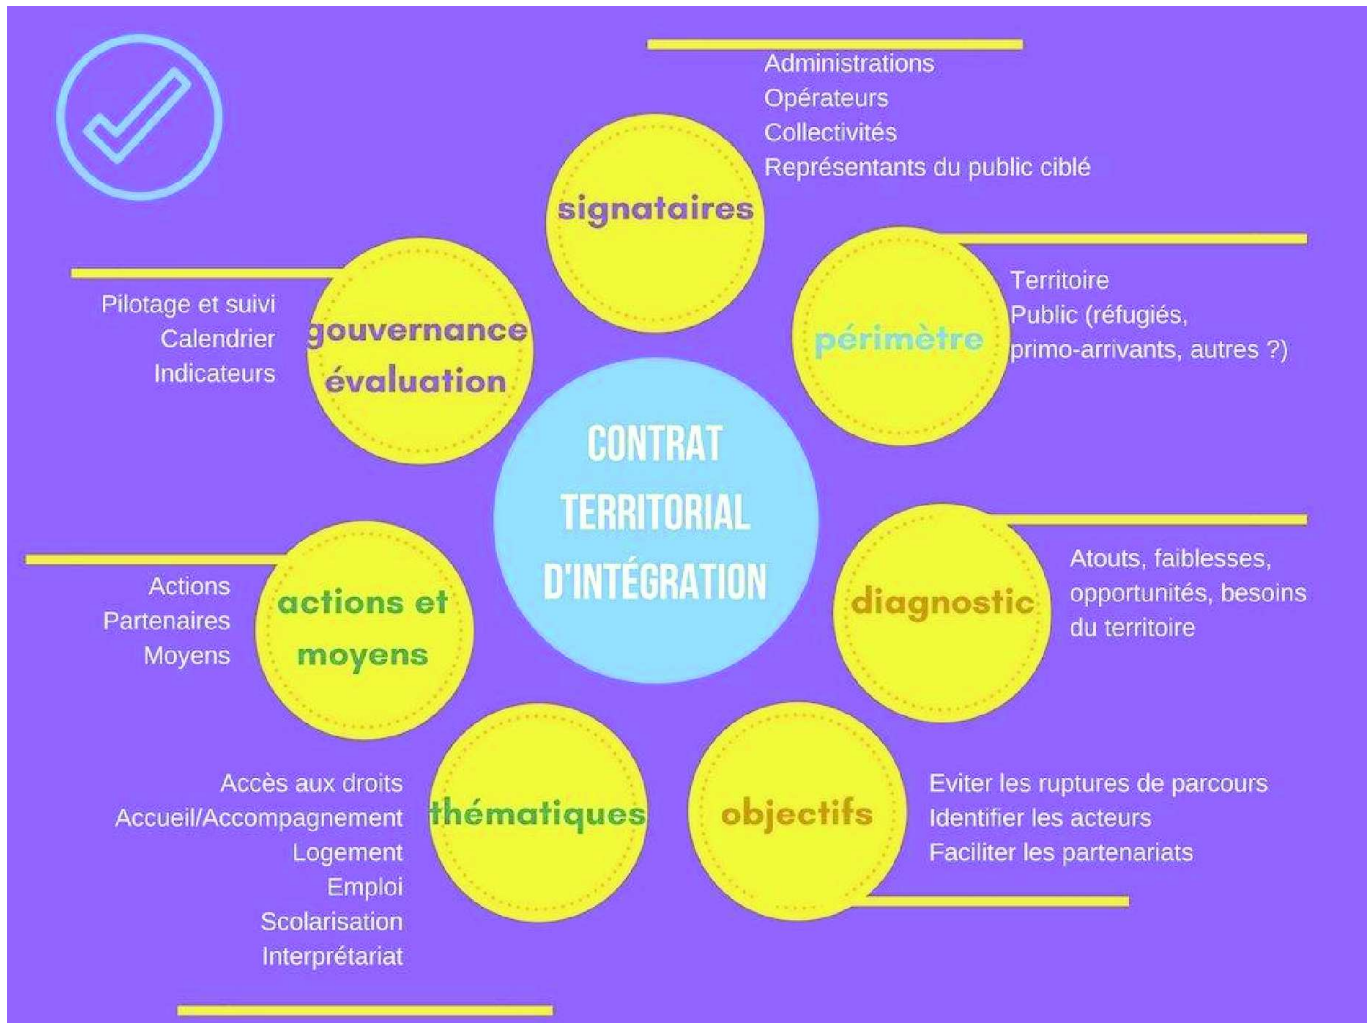 Administrations
Opérateurs
Collectivités
Représentants du public ciblé
signataires
Territoire
Public (réfugiés,
primo-arrivants, autres ?)
périmètre
Atouts, faiblesses,
opportunités, besoins
du territoire
diagnostic
Eviter les ruptures de parcours
Identifier les acteurs
Faciliter les partenariats
objectifs
Accès aux droits
Accueil/Accompagnement
Logement
Emploi
Scolarisation
Interprétariat
thématiques
Actions
Partenaires
Moyens
actions et
moyens
Pilotage et suivi
Calendrier
Indicateurs
gouvernance
évaluation
CONTRAT
TERRITORIAL
D'INTÉGRATION